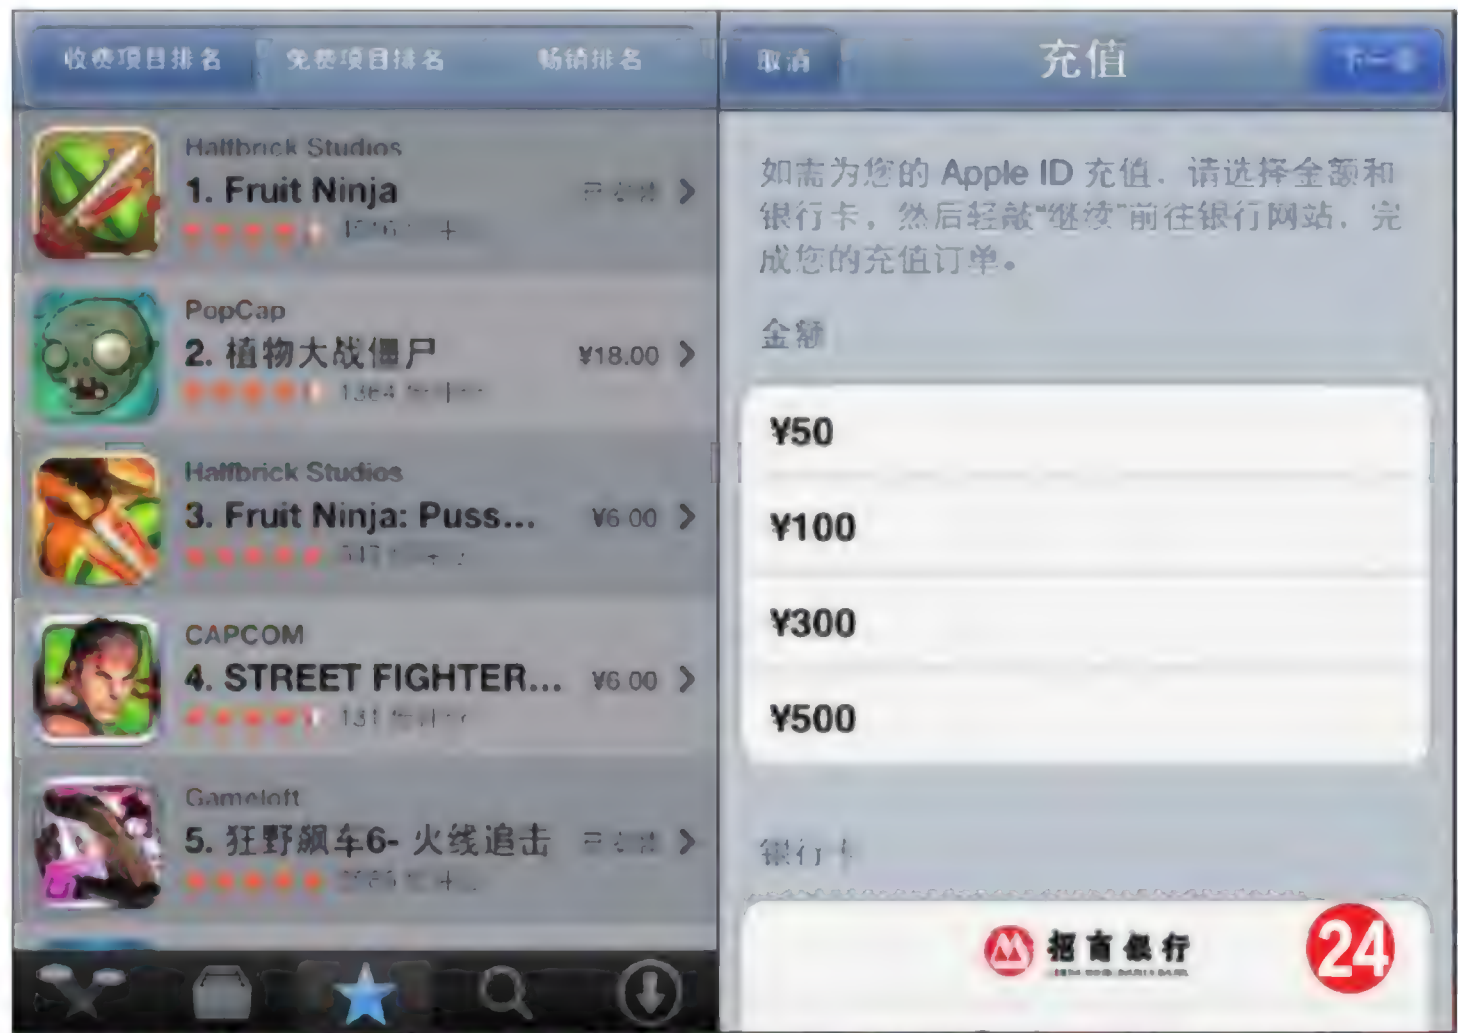 收费项目排名
免费项目排名
畅销排名
Halfbrick Studios
1. Fruit Ninja
PopCap
2. 植物大战僵尸
¥18.00
Halfbrick Studios
3. Fruit Ninja: Puss...
¥6.00
CAPCOM
4. STREET FIGHTER...
¥6.00
Gameloft
5. 狂野飙车6- 火线追击
取消
充值
如需为您的 Apple ID 充值，请选择金额和
银行卡，然后轻敲“继续”前往银行网站，完
成您的充值订单。
金额
¥50
¥100
¥300
¥500
银行卡
招商银行
24